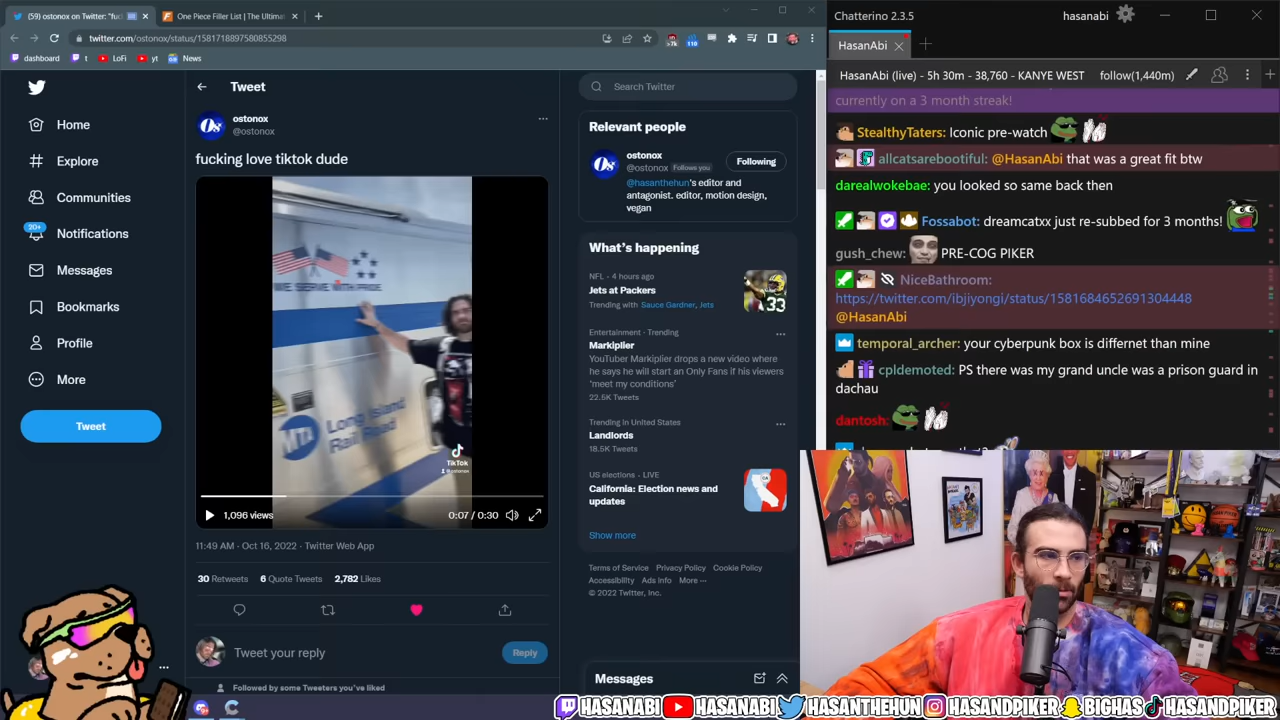 (59) ostonox on Twitter: "fuc
One Piece Filler List | The Ultima
twitter.com/ostonox/status/1581718897580855298
dashboard
t
LoFi
yt
News
Home
Explore
Communities
20+
Notifications
Messages
Bookmarks
Profile
More
Tweet
Tweet
Os
ostonox
@ostonox
fucking love tiktok dude
WE SERVE WITH PRIDE
MTA
Long Island
Rail Road
TikTok
@ostonox
1,096 views
0:07 / 0:30
11:49 AM · Oct 16, 2022 · Twitter Web App
30 Retweets 6 Quote Tweets 2,782 Likes
Tweet your reply
Reply
Followed by some Tweeters you've liked
Search Twitter
Relevant people
Os
ostonox
@ostonox Follows you
Following
@hasanthehun's editor and
antagonist. editor, motion design,
vegan
What's happening
NFL · 4 hours ago
Jets at Packers
Trending with Sauce Gardner, Jets
33
Entertainment · Trending
Markiplier
YouTuber Markiplier drops a new video where
he says he will start an Only Fans if his viewers
'meet my conditions'
22.5K Tweets
Trending in United States
Landlords
18.5K Tweets
US elections · LIVE
California: Election news and
updates
Show more
Terms of Service Privacy Policy Cookie Policy
Accessibility Ads info More ···
© 2022 Twitter, Inc.
Messages
Chatterino 2.3.5
hasanabi
HasanAbi
HasanAbi (live) - 5h 30m - 38,760 - KANYE WEST
follow(1,440m)
currently on a 3 month streak!
StealthyTaters: Iconic pre-watch
allcatsarebootiful: @HasanAbi that was a great fit btw
darealwokebae: you looked so same back then
Fossabot: dreamcatxx just re-subbed for 3 months!
gush_chew: PRE-COG PIKER
NiceBathroom:
https://twitter.com/ibjiyongi/status/1581684632691304448
@HasanAbi
temporal_archer: your cyberpunk box is differnet than mine
cpldemoted: PS there was my grand uncle was a prison guard in
dachau
dantosh:
HASANABI
HASANABI
HASANTHEHUN
HASANDPIKER
BIGHAS
HASANDPIKER